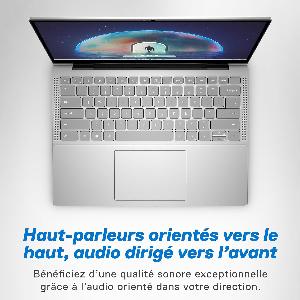 Haut-parleurs orientés vers le
haut, audio dirigé vers l'avant
Bénéficiez d'une qualité sonore exceptionnelle
grâce à l'audio orienté dans votre direction.